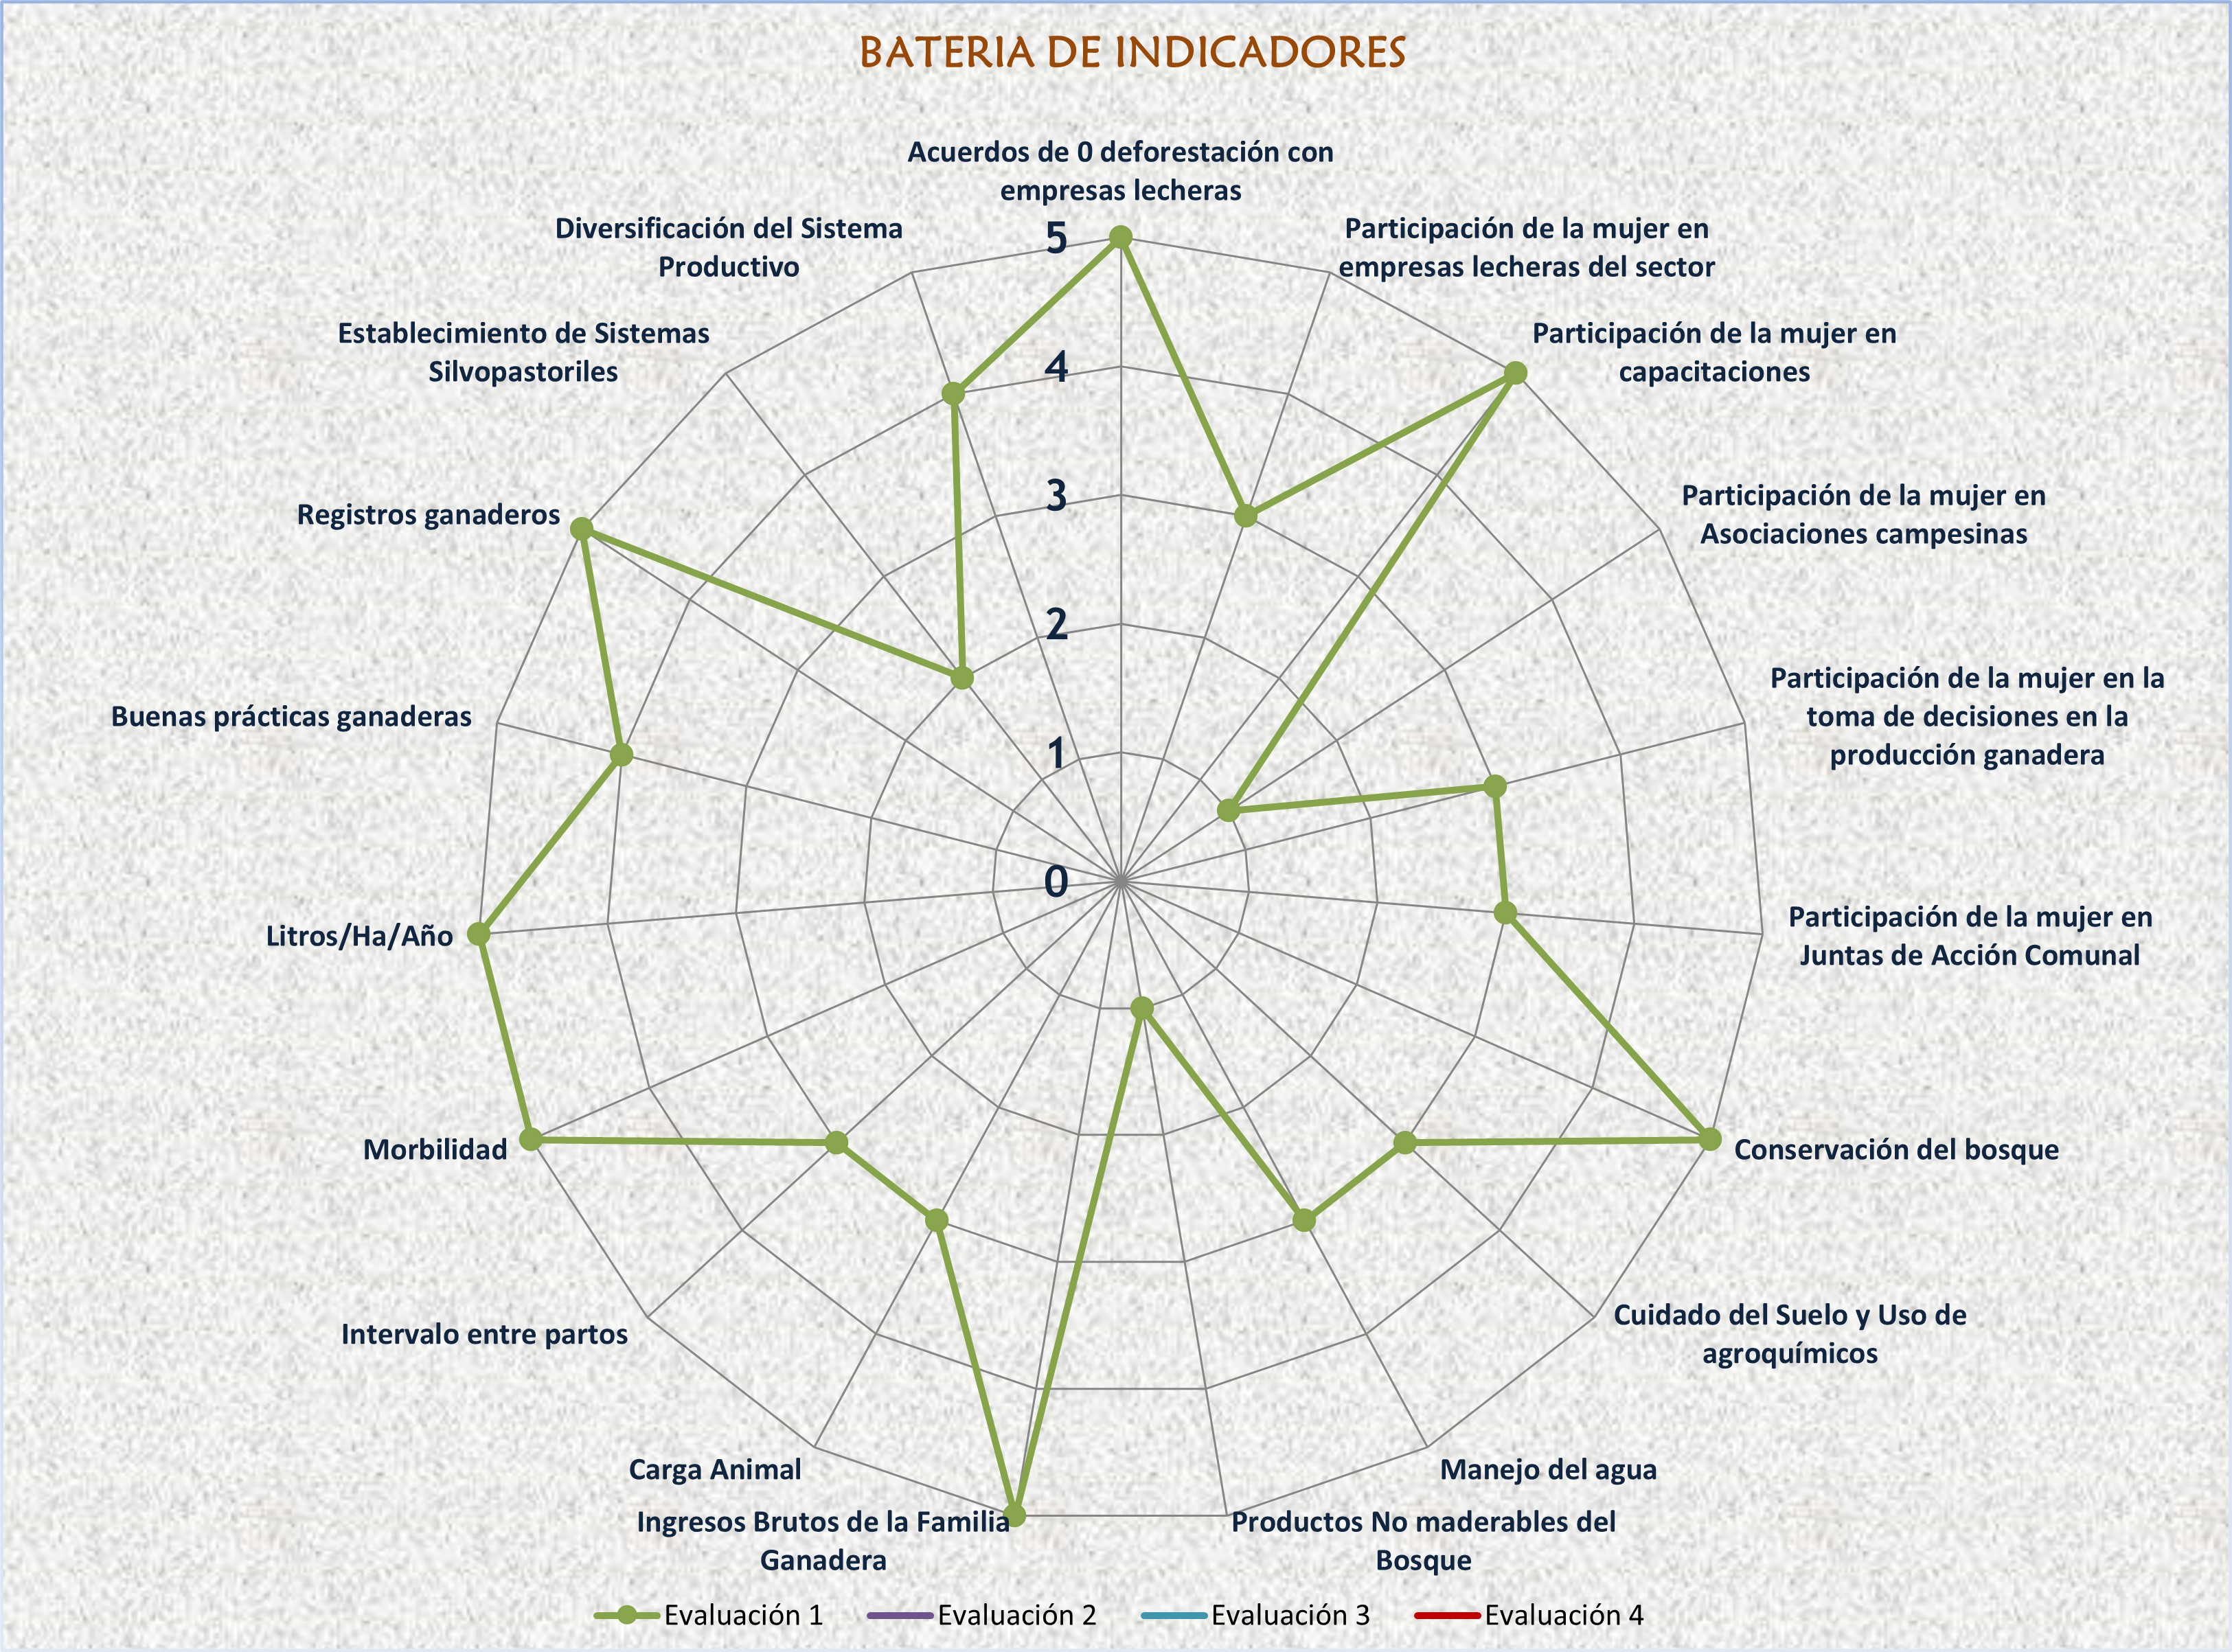 BATERIA DE INDICADORES
Acuerdos de 0 deforestación con
empresas lecheras
Participación de la mujer en
empresas lecheras del sector
Participación de la mujer en
capacitaciones
Participación de la mujer en
Asociaciones campesinas
Participación de la mujer en la
toma de decisiones en la
producción ganadera
Participación de la mujer en
Juntas de Acción Comunal
Conservación del bosque
Cuidado del Suelo y Uso de
agroquímicos
Manejo del agua
Productos No maderables del
Bosque
Ingresos Brutos de la Familia
Ganadera
Carga Animal
Intervalo entre partos
Morbilidad
Litros/Ha/Año
Buenas prácticas ganaderas
Registros ganaderos
Establecimiento de Sistemas
Silvopastoriles
Diversificación del Sistema
Productivo
5
4
3
2
1
0
Evaluación 1
Evaluación 2
Evaluación 3
Evaluación 4